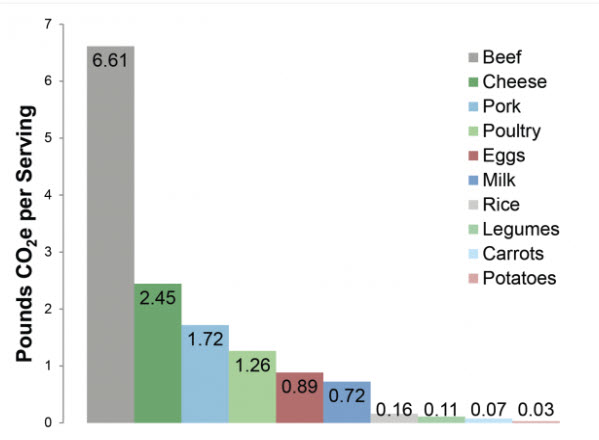 Pounds CO₂e per Serving
7
6
5
4
3
2
1
0
6.61
2.45
1.72
1.26
0.89
0.72
0.16
0.11
0.07
0.03
Beef
Cheese
Pork
Poultry
Eggs
Milk
Rice
Legumes
Carrots
Potatoes